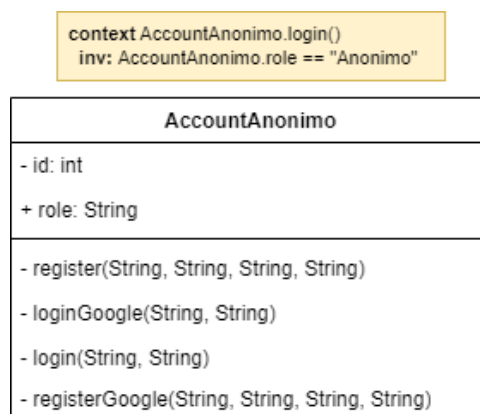 context AccountAnonimo.login()
inv: AccountAnonimo.role == "Anonimo"
AccountAnonimo
- id: int
+ role: String
- register(String, String, String, String)
- loginGoogle(String, String)
- login(String, String)
- registerGoogle(String, String, String, String)